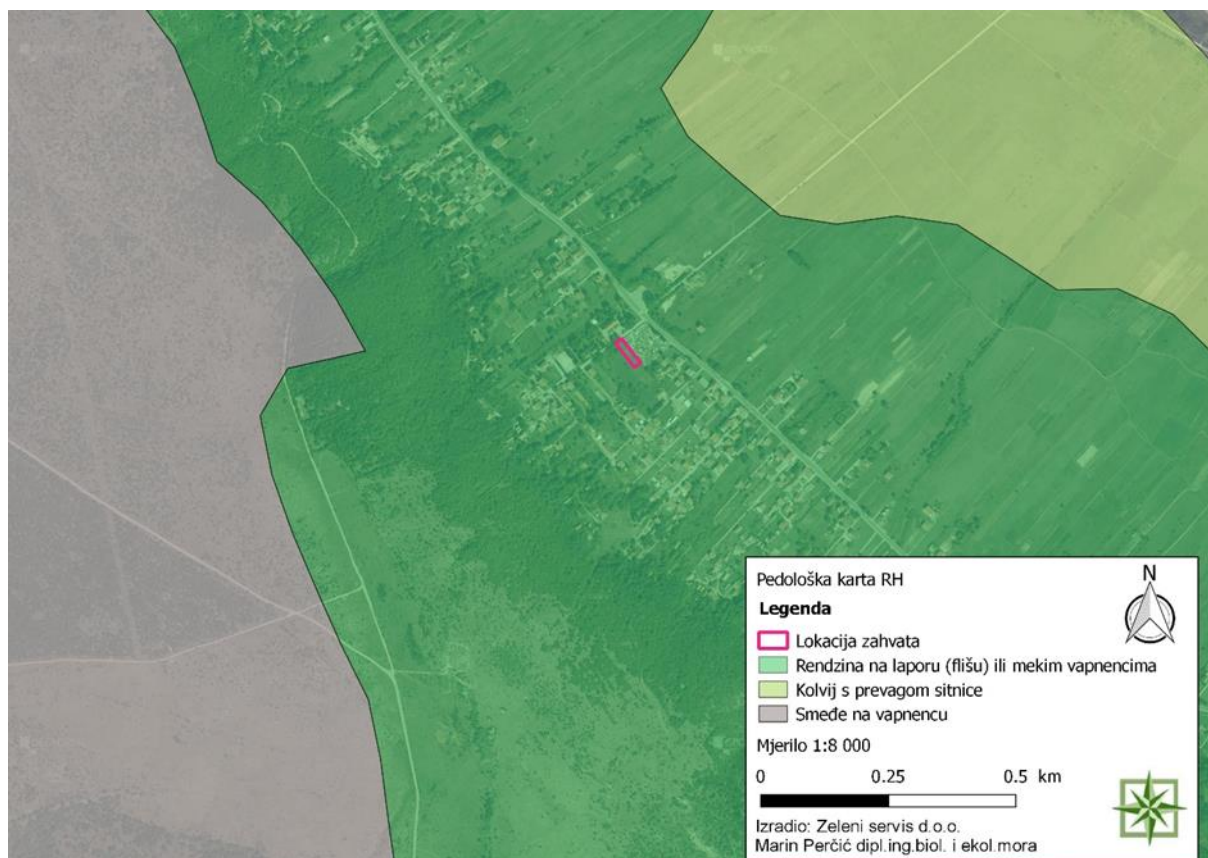 Pedološka karta RH
N
Legenda
Lokacija zahvata
Rendzina na laporu (flišu) ili mekim vapnencima
Kolvij s prevagom sitnice
Smeđe na vapnencu
Mjerilo 1:8 000
0 0.25 0.5 km
Izradio: Zeleni servis d.o.o.
Marin Perčić dipl.ing.biol. i ekol.mora